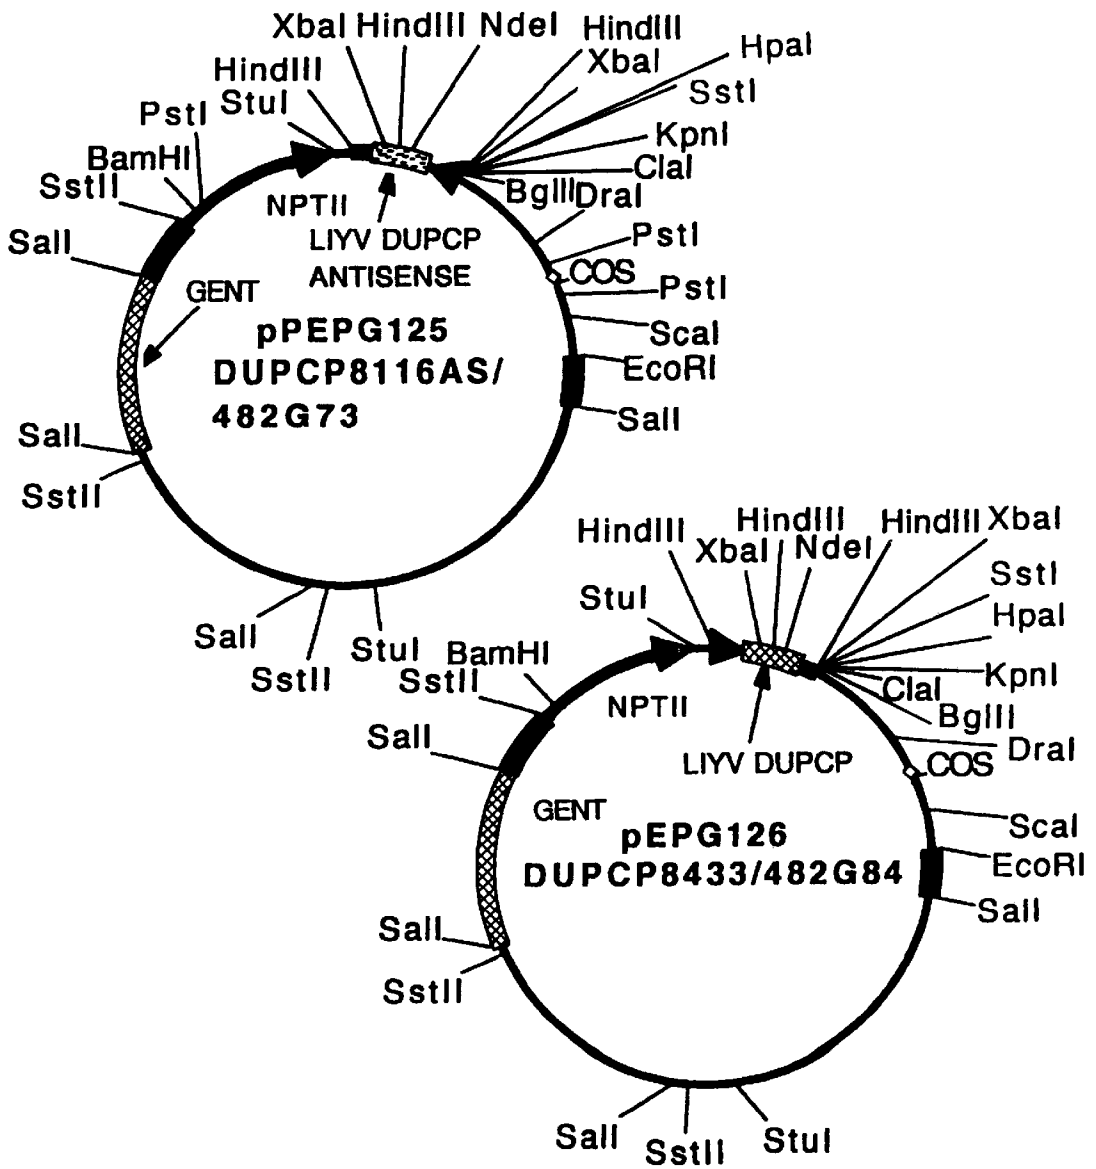 XbaI HindIII NdeI HindIII
XbaI
HpaI
HindIII
StuI
SstI
PstI
KpnI
BamHI
ClaI
SstII
BglII DraI
NPTII
SalI
LIYV DUPCP
ANTISENSE
PstI
COS
GENT
PstI
pPEPG125
ScaI
DUPCP8116AS/
EcoRI
482G73
SalI
SalI
SstII
SalI
SstII
StuI
HindIII
XbaI
HindIII
NdeI
HindIII
XbaI
SstI
StuI
HpaI
BamHI
SstII
KpnI
ClaI
NPTII
BglII
SalI
DraI
LIYV DUPCP
COS
GENT
pEPG126
ScaI
DUPCP8433/482G84
EcoRI
SalI
SalI
SstII
SalI
SstII
StuI